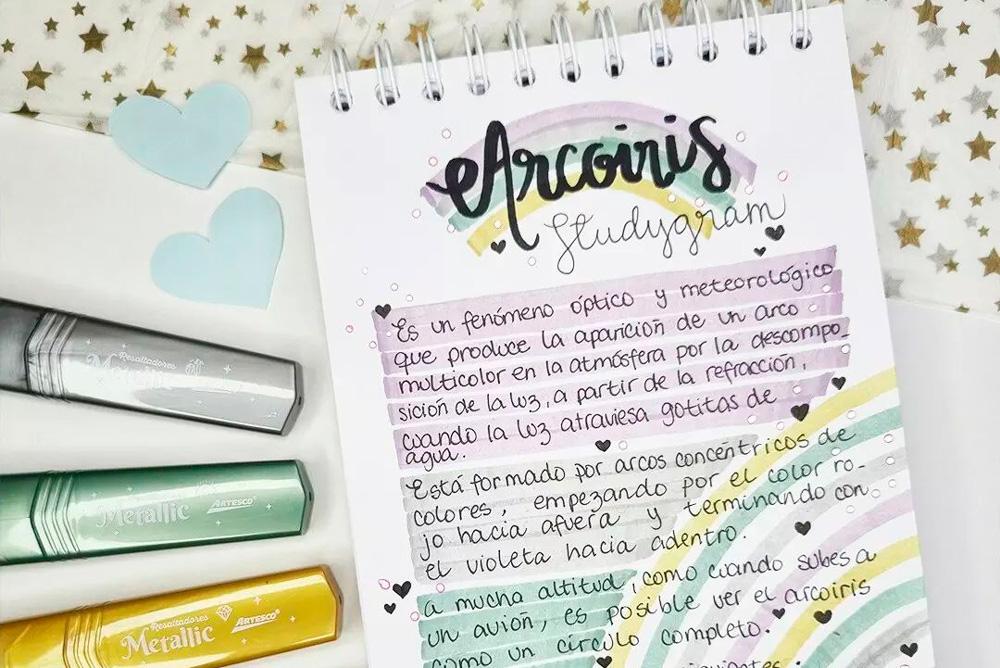 Arcoiris
Studygram
Es un fenómeno óptico y meteorológico
que produce la aparición de un arco
multicolor en la atmósfera por la descompo-
sición de la luz, a partir de la refracción,
cuando la luz atraviesa gotitas de
agua.
Está formado por arcos concéntricos de
colores, empezando por el color ro-
jo hacia afuera y terminando con
el violeta hacia adentro.
a mucha altitud, como cuando subes a
un avión, es posible ver el arcoiris
como un círculo completo.
Resaltadores
Metallic
Metallic ARTESCO
Resaltadores
Metallic ARTESCO